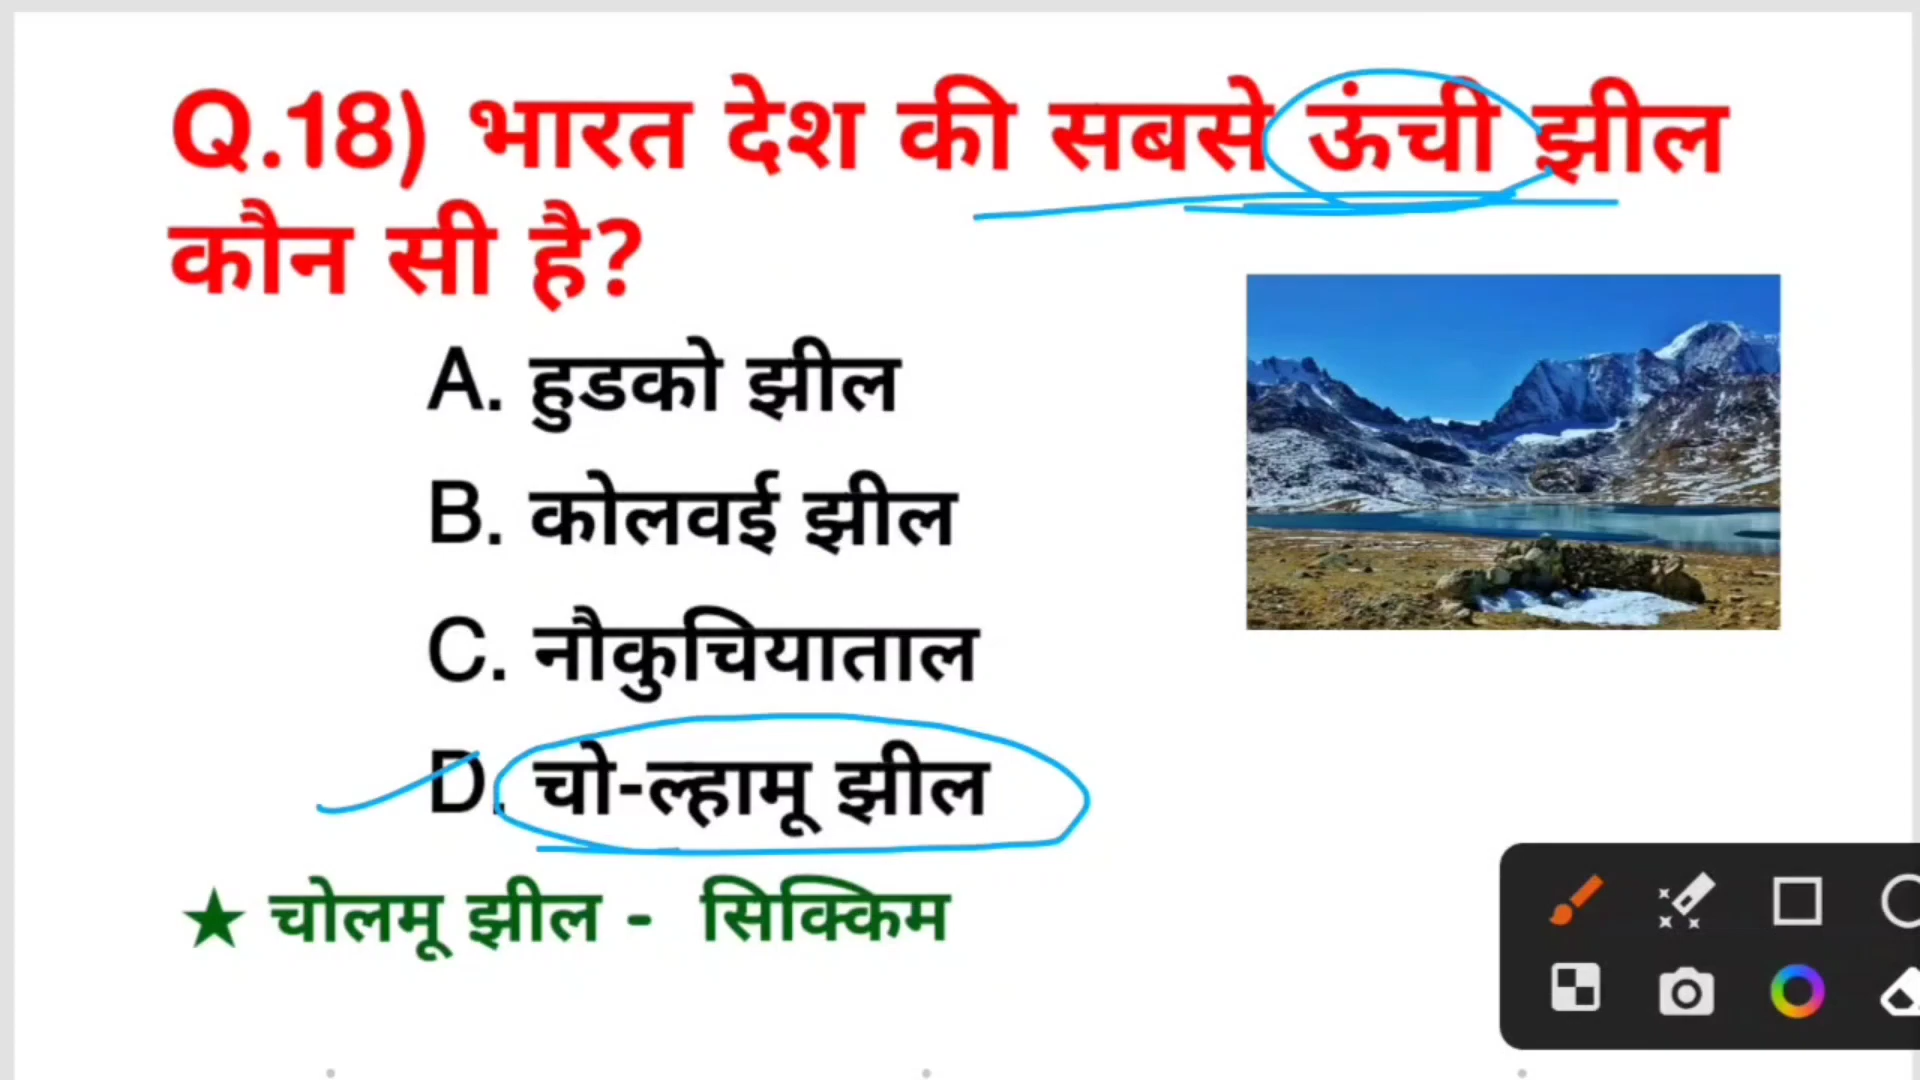 Q.18) भारत देश की सबसे ऊंची झील
कौन सी है?
A. हुडको झील
B. कोलवई झील
C. नौकुचियाताल
D. चो-ल्हामू झील
★ चोलमू झील - सिक्किम